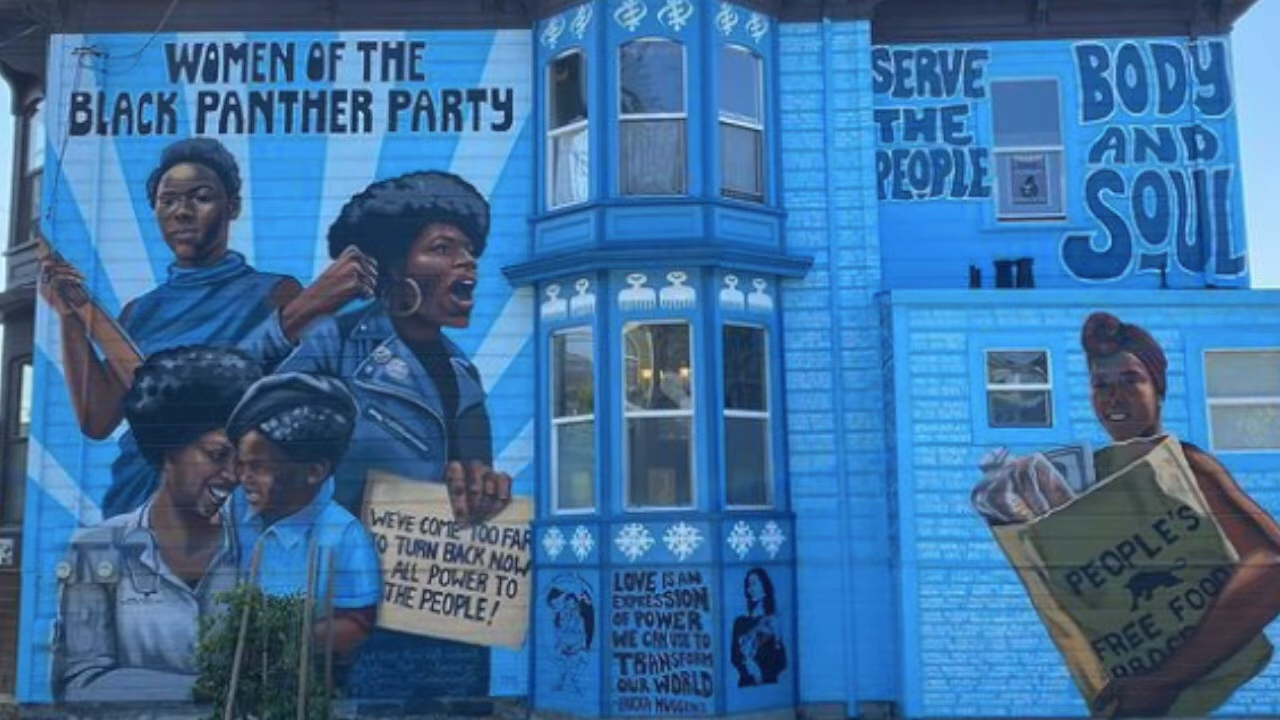 WOMEN OF THE
BLACK PANTHER PARTY
SERVE
THE
PEOPLE
BODY
AND
SOUL
WE'VE COME TOO FAR
TO TURN BACK NOW
ALL POWER TO
THE PEOPLE!
LOVE IS AN
EXPRESSION
OF POWER
WE CAN USE TO
TRANSFORM
OUR WORLD
-ERICKA HUGGINS
PEOPLE'S
FREE FOOD